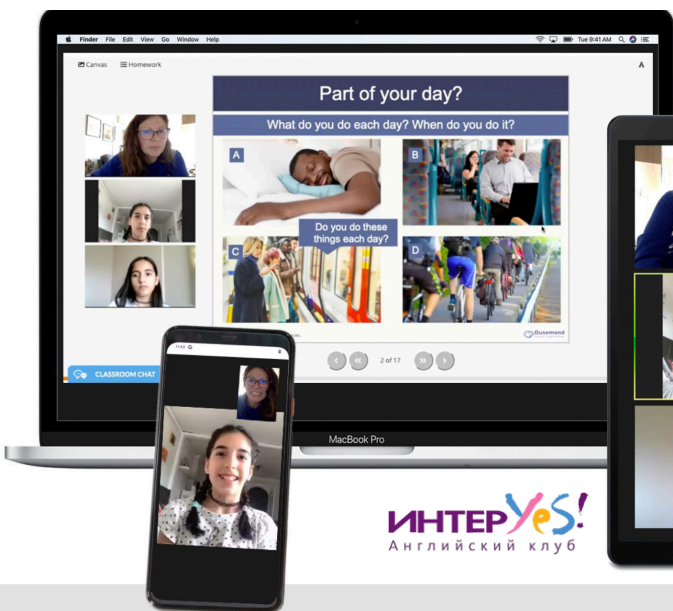 Finder File Edit View Go Window Help
Tue 9:41 AM
Canvas Homework
A
Part of your day?
What do you do each day? When do you do it?
A
B
Do you do these
things each day?
C
D
2 of 17
CLASSROOM CHAT
11:43 G
MacBook Pro
ИНТЕРYeS!
Английский клуб